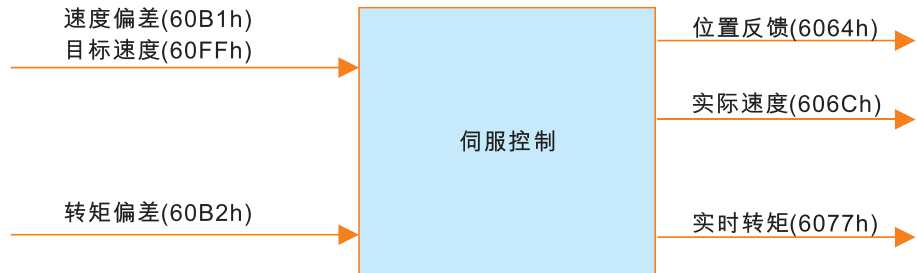 速度偏差(60B1h)
目标速度(60FFh)
转矩偏差(60B2h)
伺服控制
位置反馈(6064h)
实际速度(606Ch)
实时转矩(6077h)